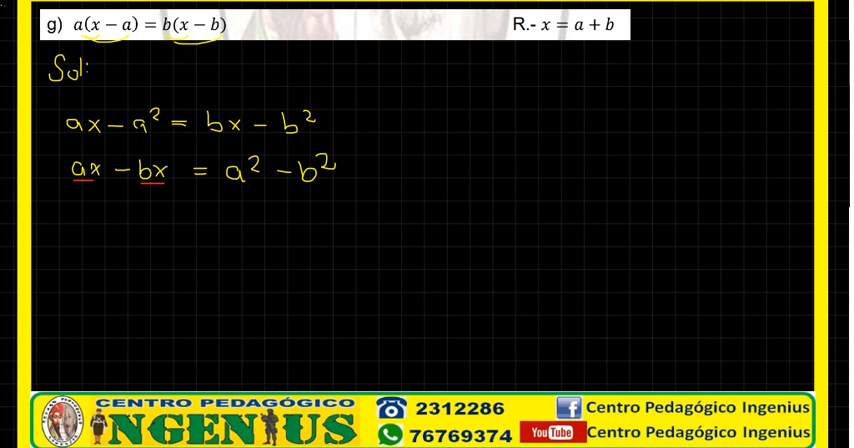 g) a(x − a) = b(x − b) R.- x = a + b
Sol:
ax − a² = bx − b²
ax − bx = a² − b²
CENTRO PEDAGÓGICO
INGENIUS
2312286
76769374
Centro Pedagógico Ingenius
YouTube Centro Pedagógico Ingenius